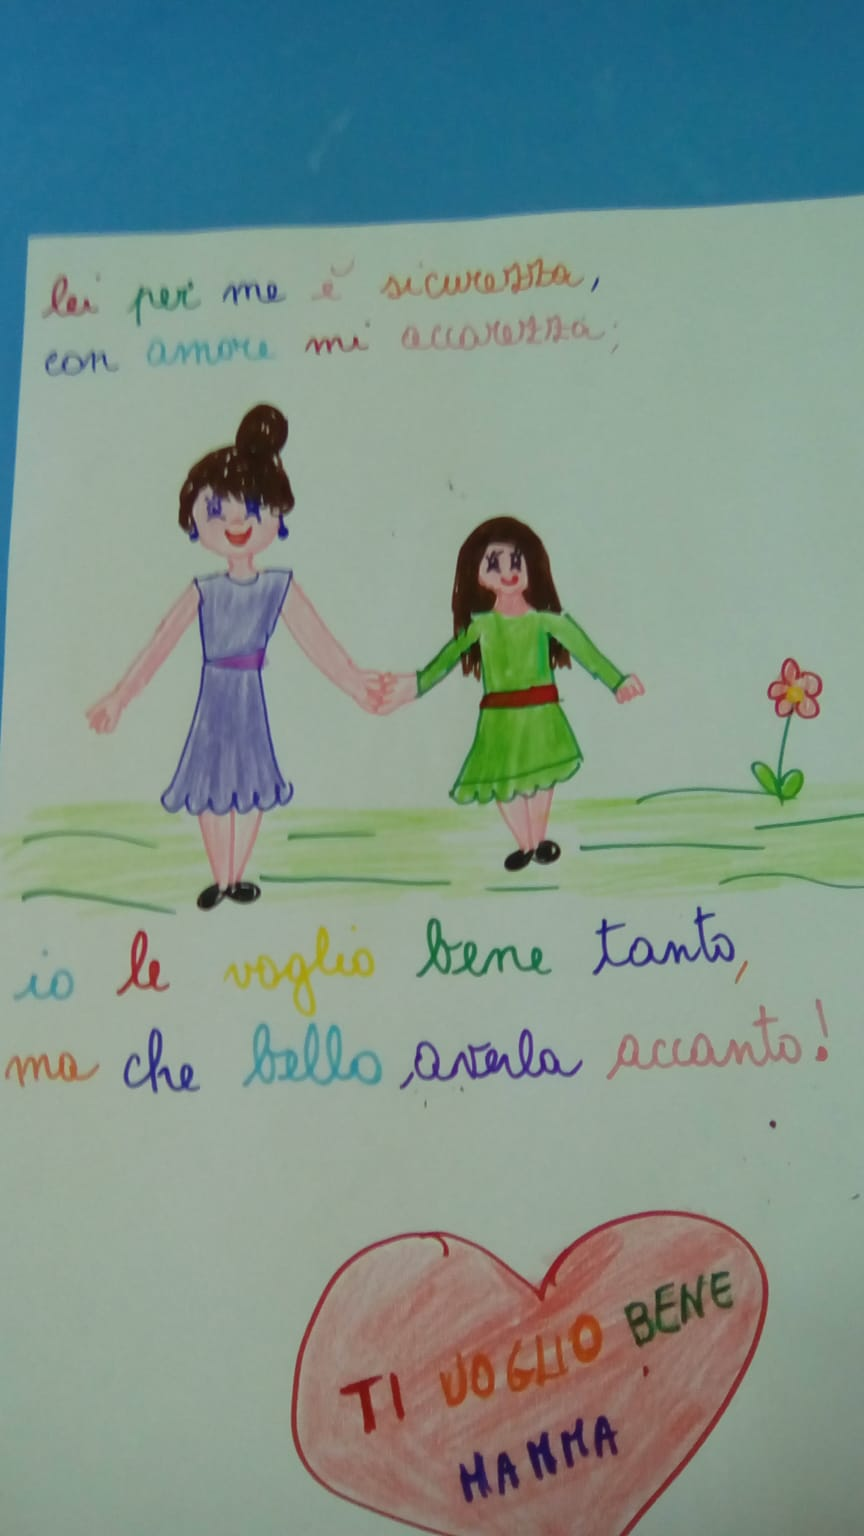 lei per me è sicurezza,
con amore mi accarezza;
io le voglio bene tanto,
ma che bello, averla accanto!
TI VOGLIO BENE
MAMMA